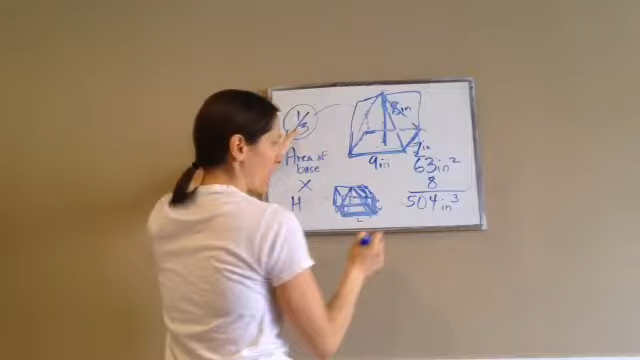 1/3
8in
Area of
base
X
H
9in
7in
63in²
8
504in³
L